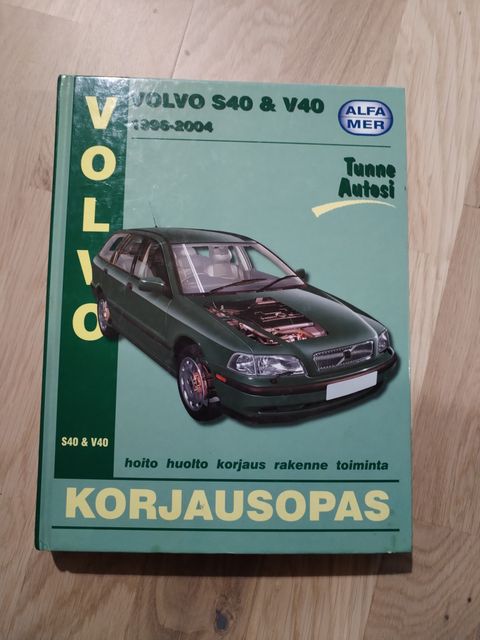 VOLVO
VOLVO S40 & V40
1996-2004
ALFA
MER
Tunne
Autosi
S40 & V40
hoito huolto korjaus rakenne toiminta
KORJAUSOPAS